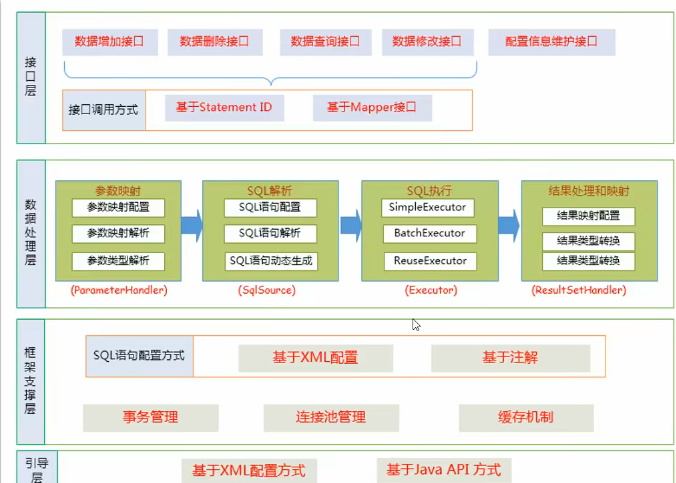 接口层
数据增加接口
数据删除接口
数据查询接口
数据修改接口
配置信息维护接口
接口调用方式
基于Statement ID
基于Mapper接口
数据处理层
参数映射
参数映射配置
参数映射解析
参数类型解析
(ParameterHandler)
SQL解析
SQL语句配置
SQL语句解析
SQL语句动态生成
(SqlSource)
SQL执行
SimpleExecutor
BatchExecutor
ReuseExecutor
(Executor)
结果处理和映射
结果映射配置
结果类型转换
结果类型转换
(ResultSetHandler)
框架支撑层
SQL语句配置方式
基于XML配置
基于注解
事务管理
连接池管理
缓存机制
引导层
基于XML配置方式
基于Java API 方式